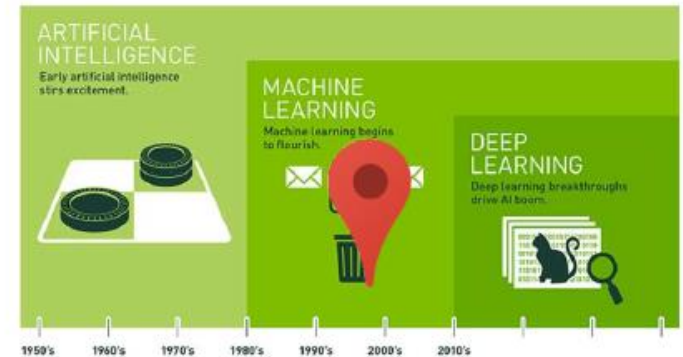 ARTIFICIAL
INTELLIGENCE
Early artificial intelligence
stirs excitement.
MACHINE
LEARNING
Machine learning begins
to flourish.
DEEP
LEARNING
Deep learning breakthroughs
drive AI boom.
1950's 1960's 1970's 1980's 1990's 2000's 2010's